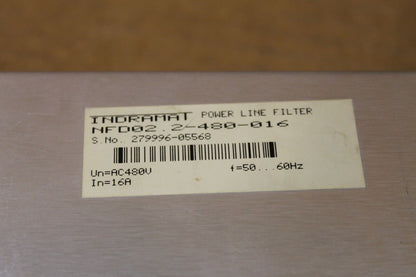 INDRAMAT POWER LINE FILTER
NFD02.2-480-016
S.No. 279996-05568
Un=AC480V f=50...60Hz
In=16A